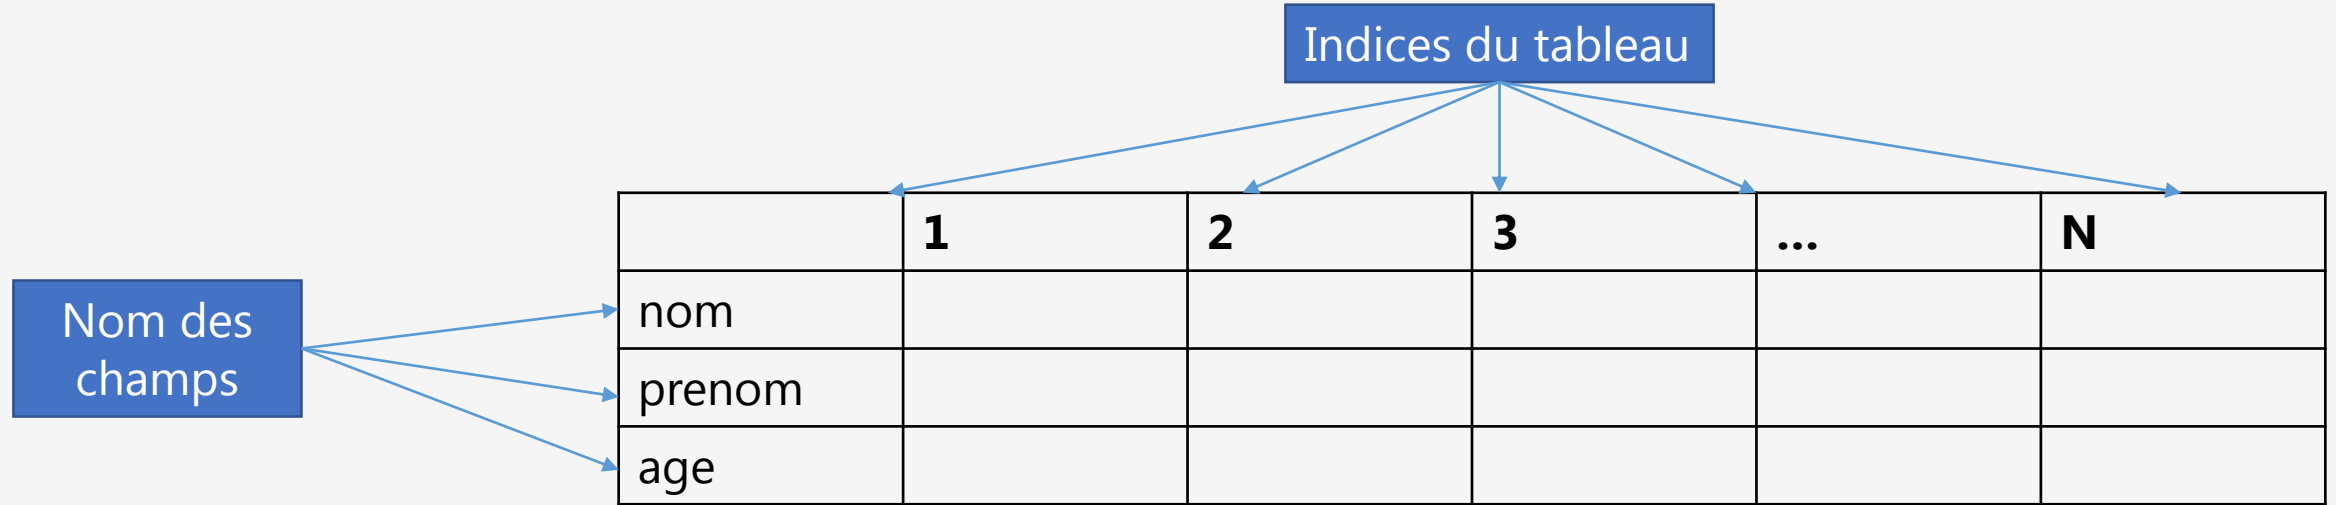 Indices du tableau
1 2 3 ... N
Nom des
champs
nom
prenom
age